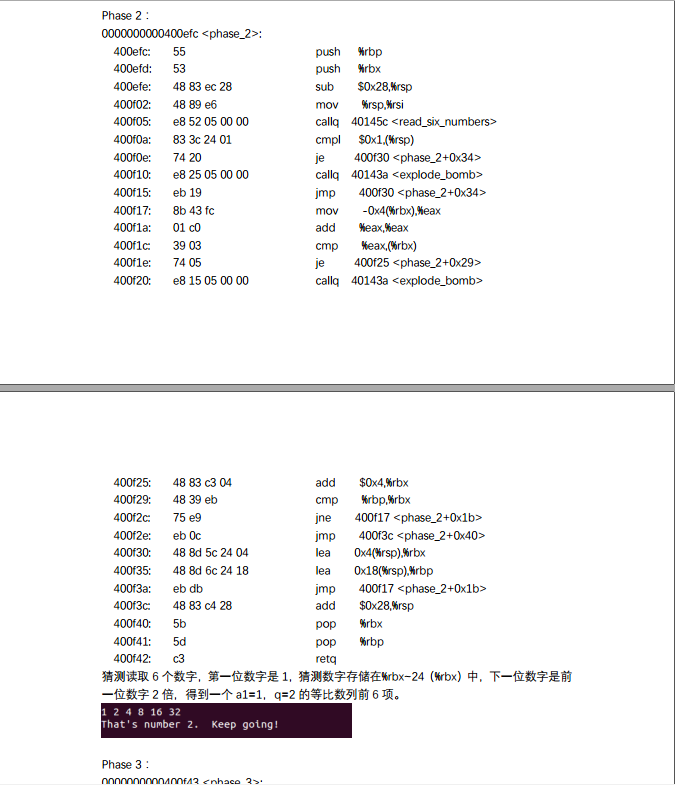 Phase 2：
0000000000400efc <phase_2>:
400efc: 55 push %rbp
400efd: 53 push %rbx
400efe: 48 83 ec 28 sub $0x28,%rsp
400f02: 48 89 e6 mov %rsp,%rsi
400f05: e8 52 05 00 00 callq 40145c <read_six_numbers>
400f0a: 83 3c 24 01 cmpl $0x1,(%rsp)
400f0e: 74 20 je 400f30 <phase_2+0x34>
400f10: e8 25 05 00 00 callq 40143a <explode_bomb>
400f15: eb 19 jmp 400f30 <phase_2+0x34>
400f17: 8b 43 fc mov -0x4(%rbx),%eax
400f1a: 01 c0 add %eax,%eax
400f1c: 39 03 cmp %eax,(%rbx)
400f1e: 74 05 je 400f25 <phase_2+0x29>
400f20: e8 15 05 00 00 callq 40143a <explode_bomb>
400f25: 48 83 c3 04 add $0x4,%rbx
400f29: 48 39 eb cmp %rbp,%rbx
400f2c: 75 e9 jne 400f17 <phase_2+0x1b>
400f2e: eb 0c jmp 400f3c <phase_2+0x40>
400f30: 48 8d 5c 24 04 lea 0x4(%rsp),%rbx
400f35: 48 8d 6c 24 18 lea 0x18(%rsp),%rbp
400f3a: eb db jmp 400f17 <phase_2+0x1b>
400f3c: 48 83 c4 28 add $0x28,%rsp
400f40: 5b pop %rbx
400f41: 5d pop %rbp
400f42: c3 retq
猜测读取 6 个数字，第一位数字是 1，猜测数字存储在%rbx~24（%rbx）中，下一位数字是前
一位数字 2 倍，得到一个 a1=1，q=2 的等比数列前 6 项。
1 2 4 8 16 32
That's number 2.  Keep going!
Phase 3：
0000000000400f43 <phase_3>: